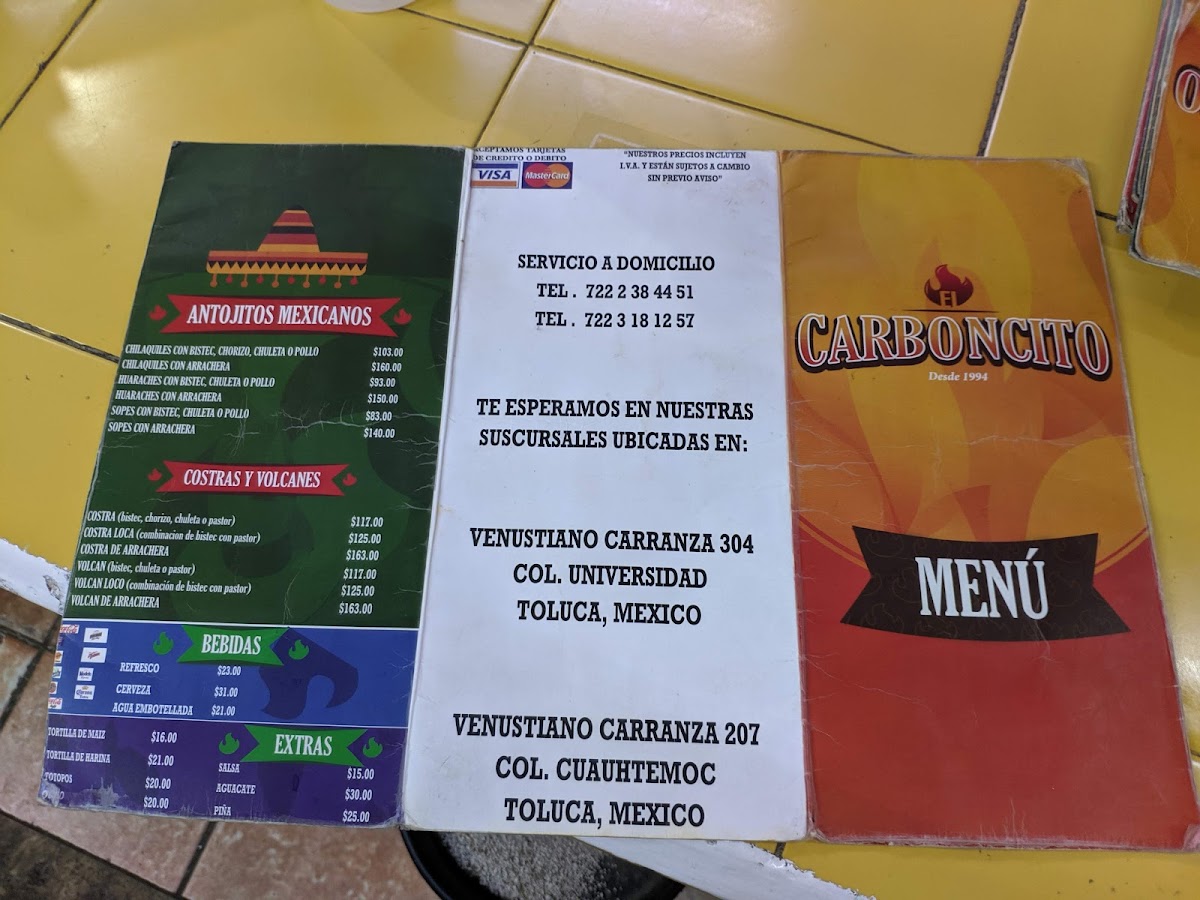 ANTOJITOS MEXICANOS
CHILAQUILES CON BISTEC, CHORIZO, CHULETA O POLLO $103.00
CHILAQUILES CON ARRACHERA $160.00
HUARACHES CON BISTEC, CHULETA O POLLO $93.00
HUARACHES CON ARRACHERA $150.00
SOPES CON BISTEC, CHULETA O POLLO $83.00
SOPES CON ARRACHERA $140.00
COSTRAS Y VOLCANES
COSTRA (bistec, chorizo, chuleta o pastor) $117.00
COSTRA LOCA (combinacion de bistec con pastor) $125.00
COSTRA DE ARRACHERA $163.00
VOLCAN (bistec, chuleta o pastor) $117.00
VOLCAN LOCO (combinación de bistec con pastor) $125.00
VOLCAN DE ARRACHERA $163.00
BEBIDAS
REFRESCO $23.00
CERVEZA $31.00
AGUA EMBOTELLADA $21.00
EXTRAS
TORTILLA DE MAIZ $16.00
TORTILLA DE HARINA $21.00
TOTOPOS $20.00
$20.00
SALSA $15.00
AGUACATE $30.00
PIÑA $25.00
ACEPTAMOS TARJETAS
DE CREDITO O DEBITO
VISA MasterCard
"NUESTROS PRECIOS INCLUYEN
I.V.A. Y ESTÁN SUJETOS A CAMBIO
SIN PREVIO AVISO"
SERVICIO A DOMICILIO
TEL . 722 2 38 44 51
TEL . 722 3 18 12 57
TE ESPERAMOS EN NUESTRAS
SUSCURSALES UBICADAS EN:
VENUSTIANO CARRANZA 304
COL. UNIVERSIDAD
TOLUCA, MEXICO
VENUSTIANO CARRANZA 207
COL. CUAUHTEMOC
TOLUCA, MEXICO
El
CARBONCITO
Desde 1994
MENÚ